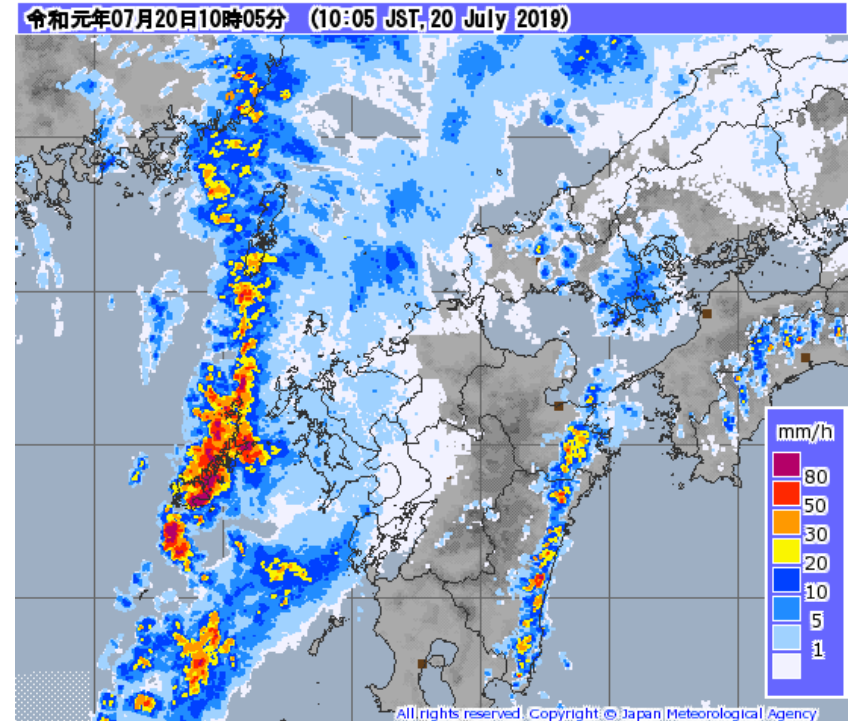 令和元年07月20日10時05分 (10:05 JST, 20 July 2019)
mm/h
80
50
30
20
10
5
1
All rights reserved. Copyright © Japan Meteorological Agency